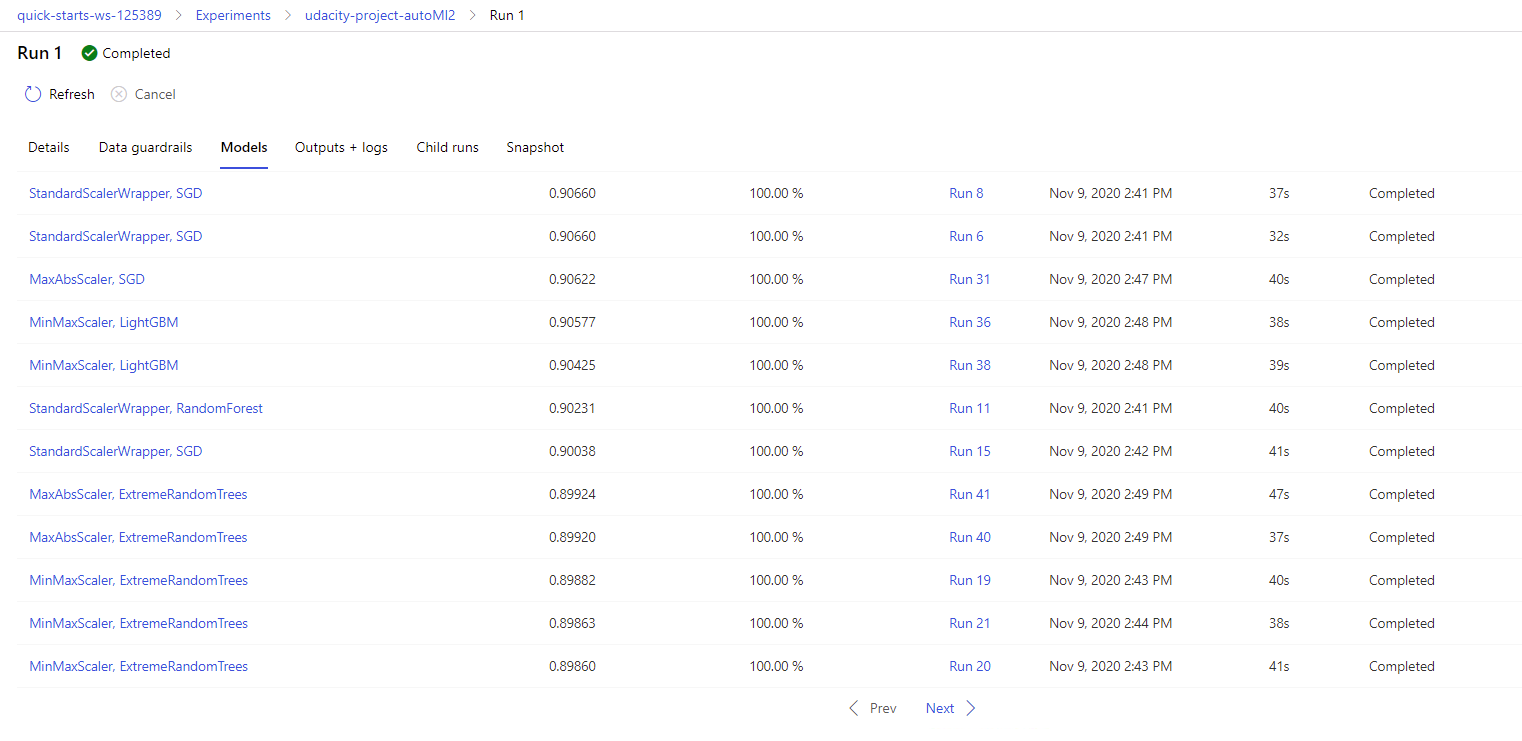 quick-starts-ws-125389 > Experiments > udacity-project-autoMl2 > Run 1
Run 1 Completed
Refresh Cancel
Details Data guardrails Models Outputs + logs Child runs Snapshot
StandardScalerWrapper, SGD 0.90660 100.00 % Run 8 Nov 9, 2020 2:41 PM 37s Completed
StandardScalerWrapper, SGD 0.90660 100.00 % Run 6 Nov 9, 2020 2:41 PM 32s Completed
MaxAbsScaler, SGD 0.90622 100.00 % Run 31 Nov 9, 2020 2:47 PM 40s Completed
MinMaxScaler, LightGBM 0.90577 100.00 % Run 36 Nov 9, 2020 2:48 PM 38s Completed
MinMaxScaler, LightGBM 0.90425 100.00 % Run 38 Nov 9, 2020 2:48 PM 39s Completed
StandardScalerWrapper, RandomForest 0.90231 100.00 % Run 11 Nov 9, 2020 2:41 PM 40s Completed
StandardScalerWrapper, SGD 0.90038 100.00 % Run 15 Nov 9, 2020 2:42 PM 41s Completed
MaxAbsScaler, ExtremeRandomTrees 0.89924 100.00 % Run 41 Nov 9, 2020 2:49 PM 47s Completed
MaxAbsScaler, ExtremeRandomTrees 0.89920 100.00 % Run 40 Nov 9, 2020 2:49 PM 37s Completed
MinMaxScaler, ExtremeRandomTrees 0.89882 100.00 % Run 19 Nov 9, 2020 2:43 PM 40s Completed
MinMaxScaler, ExtremeRandomTrees 0.89863 100.00 % Run 21 Nov 9, 2020 2:44 PM 38s Completed
MinMaxScaler, ExtremeRandomTrees 0.89860 100.00 % Run 20 Nov 9, 2020 2:43 PM 41s Completed
< Prev Next >